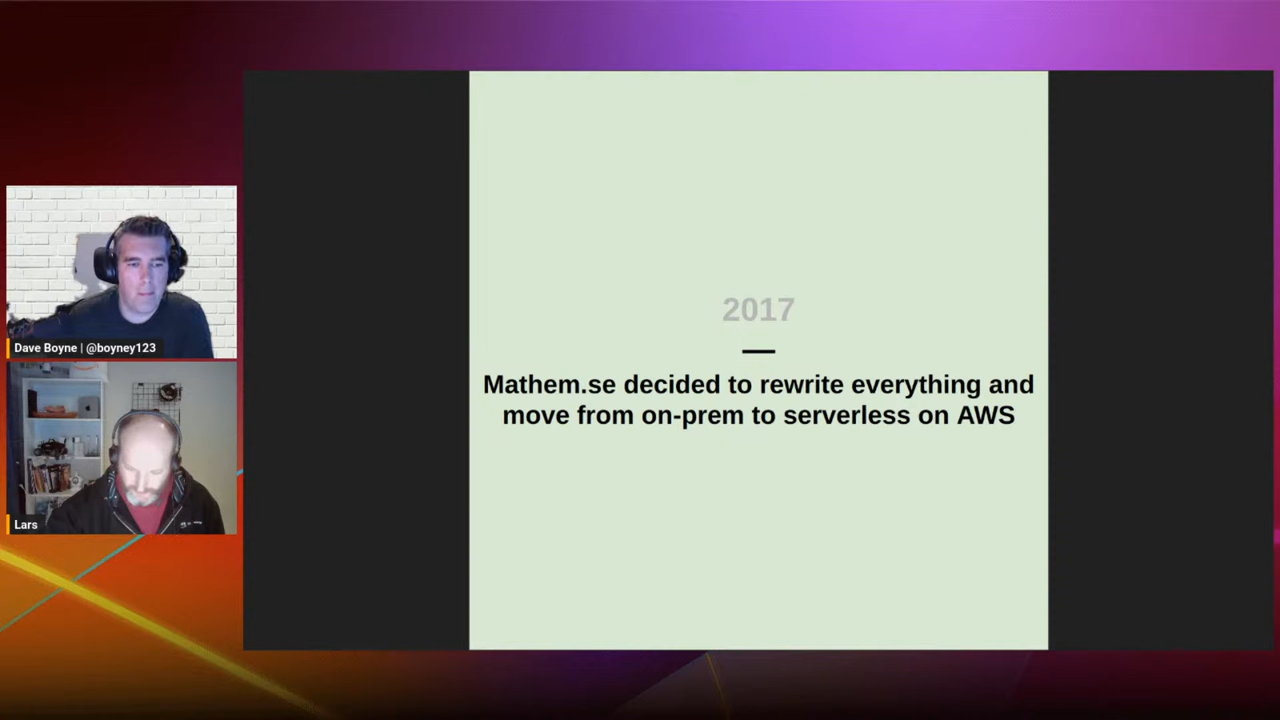 2017
Mathem.se decided to rewrite everything and
move from on-prem to serverless on AWS
Dave Boyne | @boyney123
Lars